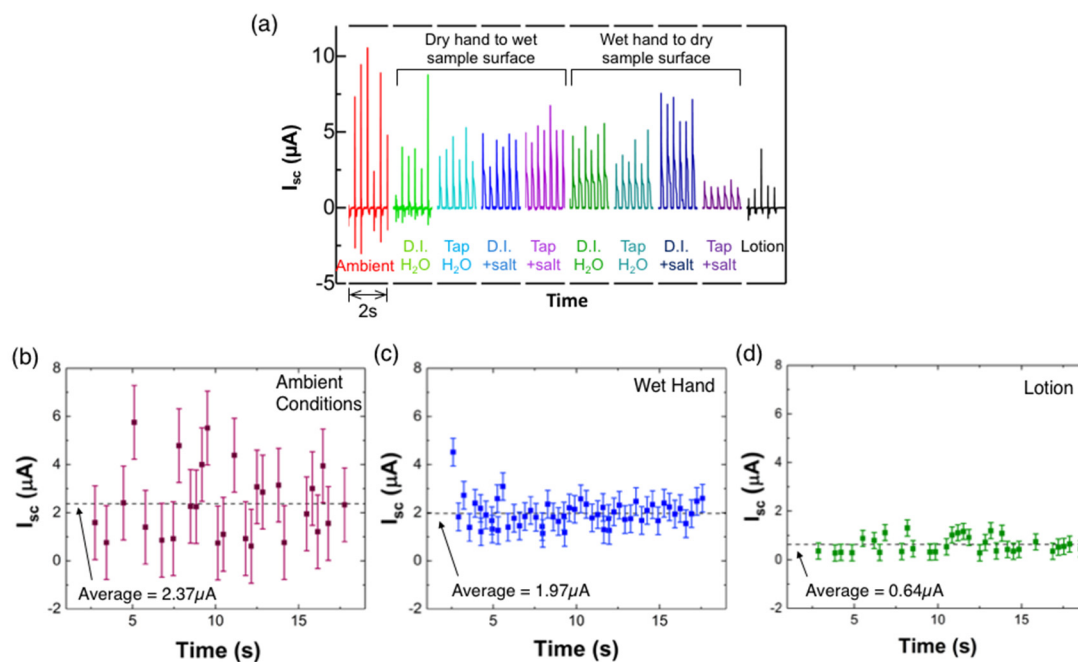 (a)
Dry hand to wet
sample surface
Wet hand to dry
sample surface
10
5
0
-5
Isc (µA)
Ambient
D.I.
H2O
Tap
H2O
D.I.
+salt
Tap
+salt
D.I.
H2O
Tap
H2O
D.I.
+salt
Tap
+salt
Lotion
2s
Time
(b)
8
6
4
2
0
-2
Isc (µA)
Ambient
Conditions
Average = 2.37µA
5
10
15
Time (s)
(c)
8
6
4
2
0
-2
Isc (µA)
Wet Hand
Average = 1.97µA
5
10
15
Time (s)
(d)
8
6
4
2
0
-2
Isc (µA)
Lotion
Average = 0.64µA
5
10
15
Time (s)